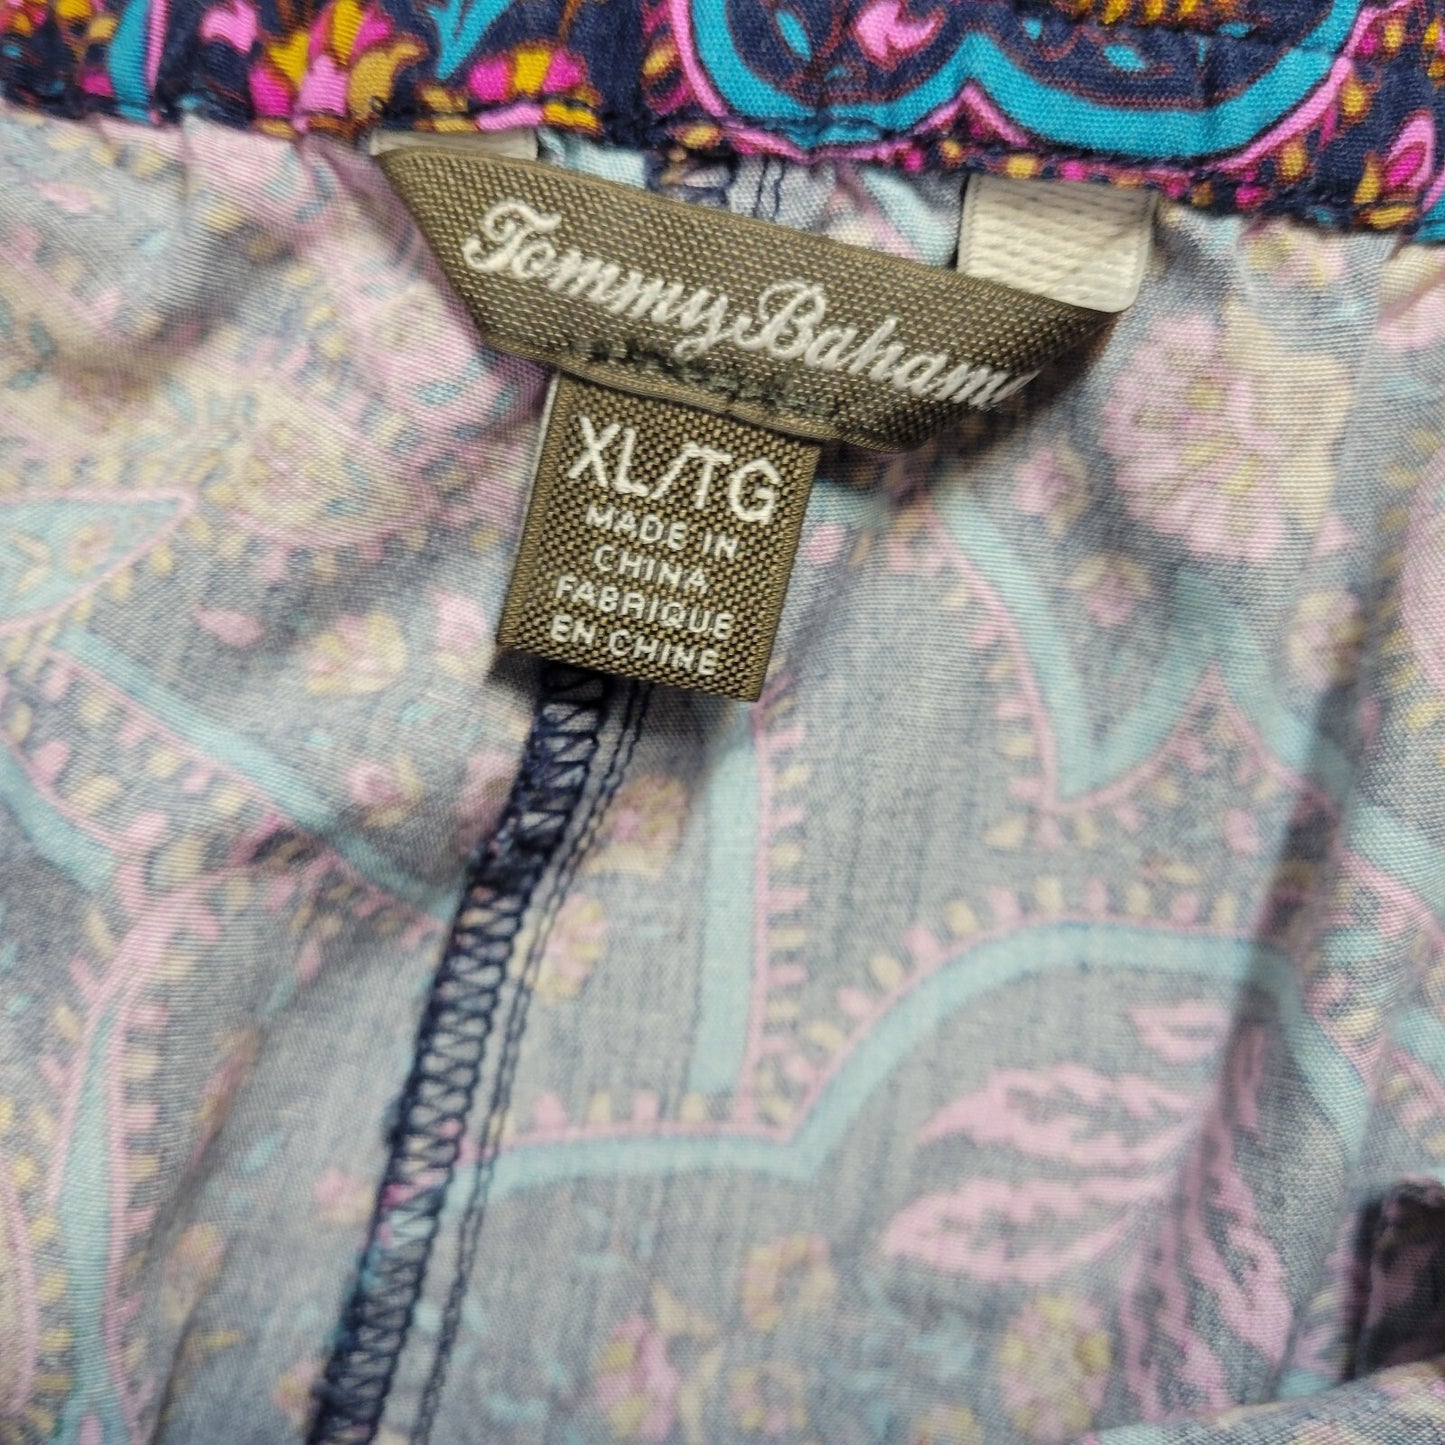 Tommy Bahama
XL/TG
MADE IN
CHINA
FABRIQUE
EN CHINE